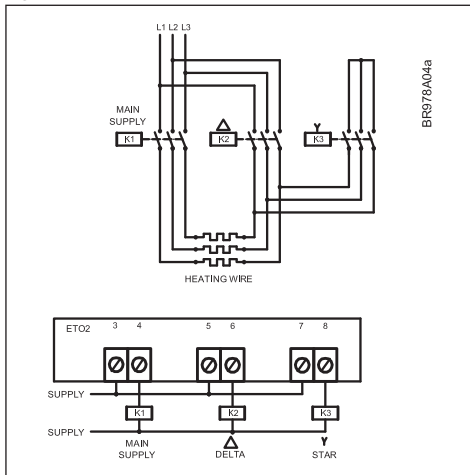 L1 L2 L3
MAIN
SUPPLY
K1
Δ
K2
Y
K3
BR978A04a
HEATING WIRE
ETO2
3 4 5 6 7 8
SUPPLY
K1 K2 K3
SUPPLY
MAIN
SUPPLY
Δ
DELTA
Y
STAR